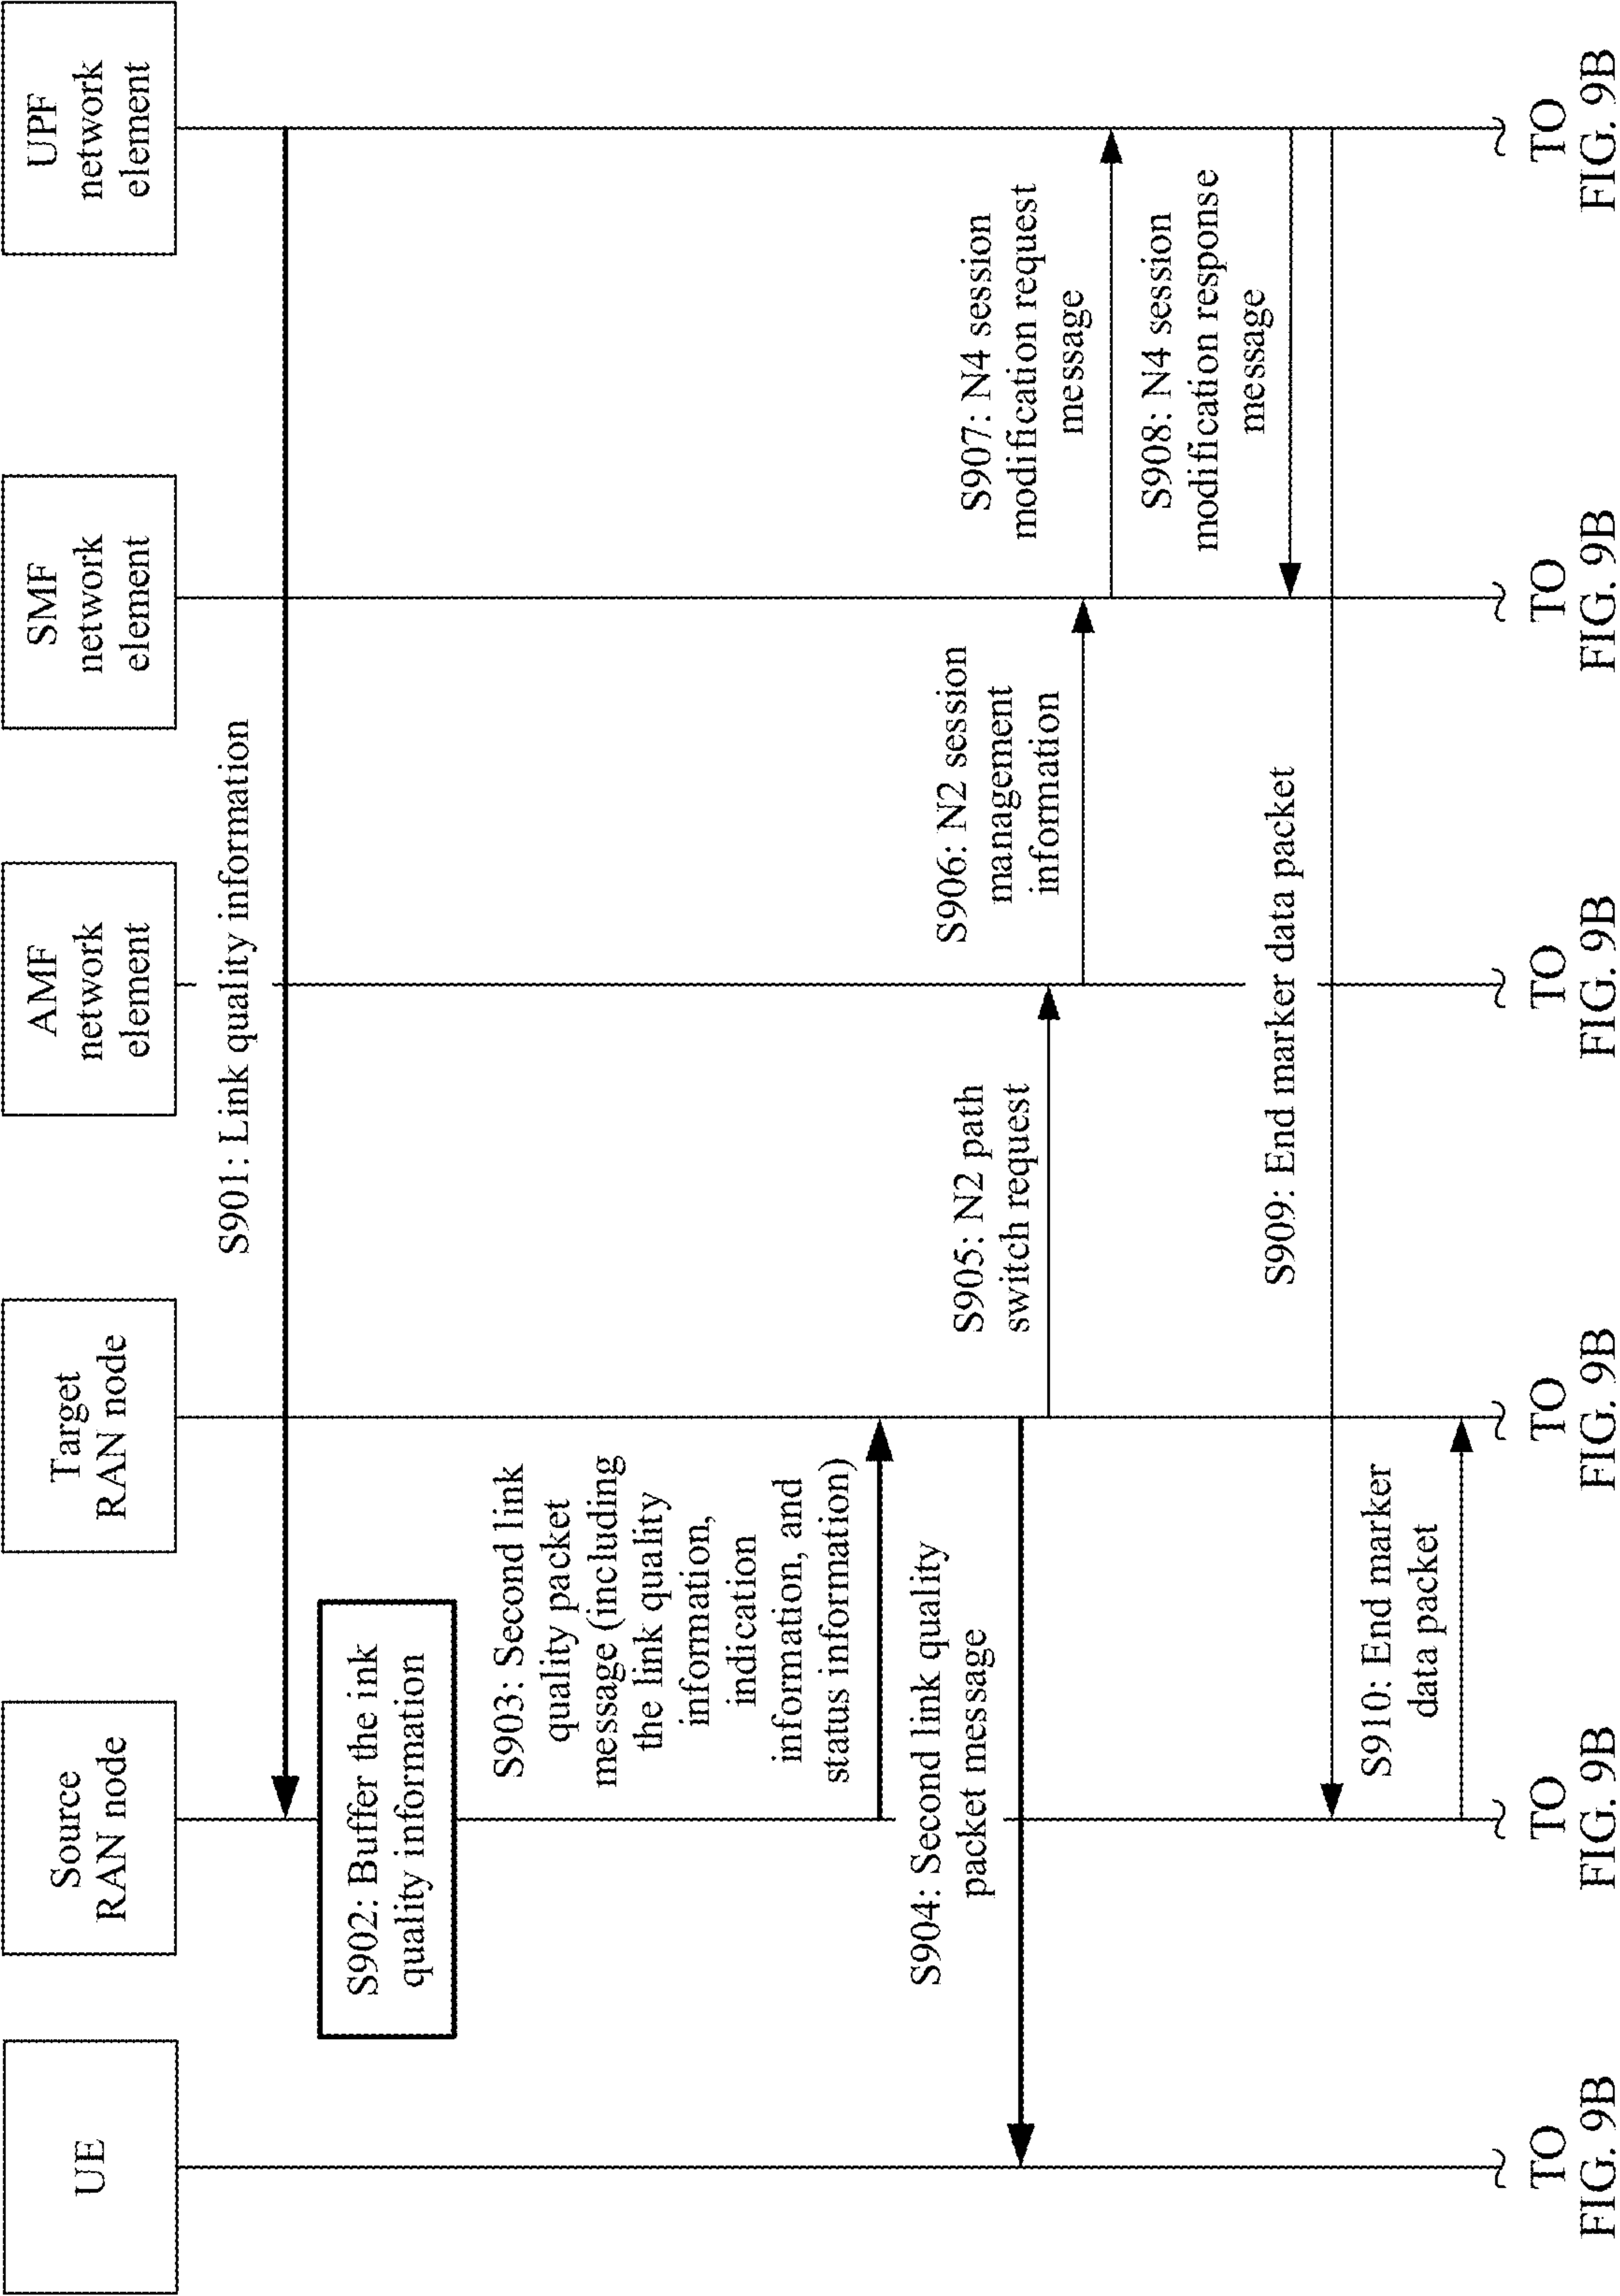 UE
Source
RAN node
Target
RAN node
AMF
network
element
SMF
network
element
UPF
network
element
S901: Link quality information
S902: Buffer the ink
quality information
S903: Second link
quality packet
message (including
the link quality
information,
indication
information, and
status information)
S904: Second link quality
packet message
S905: N2 path
switch request
S906: N2 session
management
information
S907: N4 session
modification request
message
S908: N4 session
modification response
message
S909: End marker data packet
S910: End marker
data packet
TO
FIG. 9B
TO
FIG. 9B
TO
FIG. 9B
TO
FIG. 9B
TO
FIG. 9B
TO
FIG. 9B